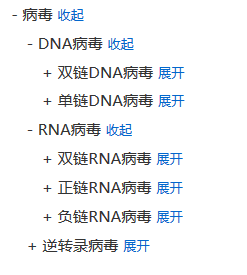 - 病毒 收起
- DNA病毒 收起
+ 双链DNA病毒 展开
+ 单链DNA病毒 展开
- RNA病毒 收起
+ 双链RNA病毒 展开
+ 正链RNA病毒 展开
+ 负链RNA病毒 展开
+ 逆转录病毒 展开